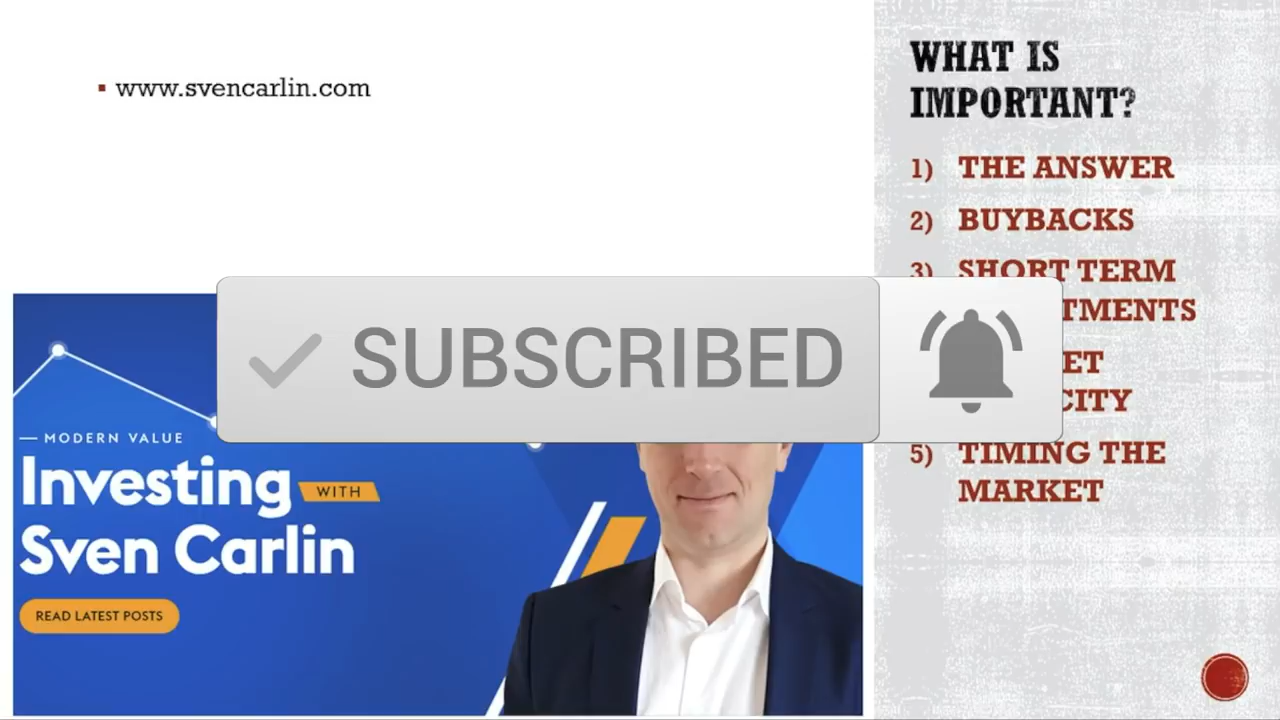 www.svencarlin.com
WHAT IS
IMPORTANT?
1) THE ANSWER
2) BUYBACKS
3) SHORT TERM
TMENTS
ET
CITY
5) TIMING THE
MARKET
SUBSCRIBED
— MODERN VALUE
Investing WITH
Sven Carlin
READ LATEST POSTS